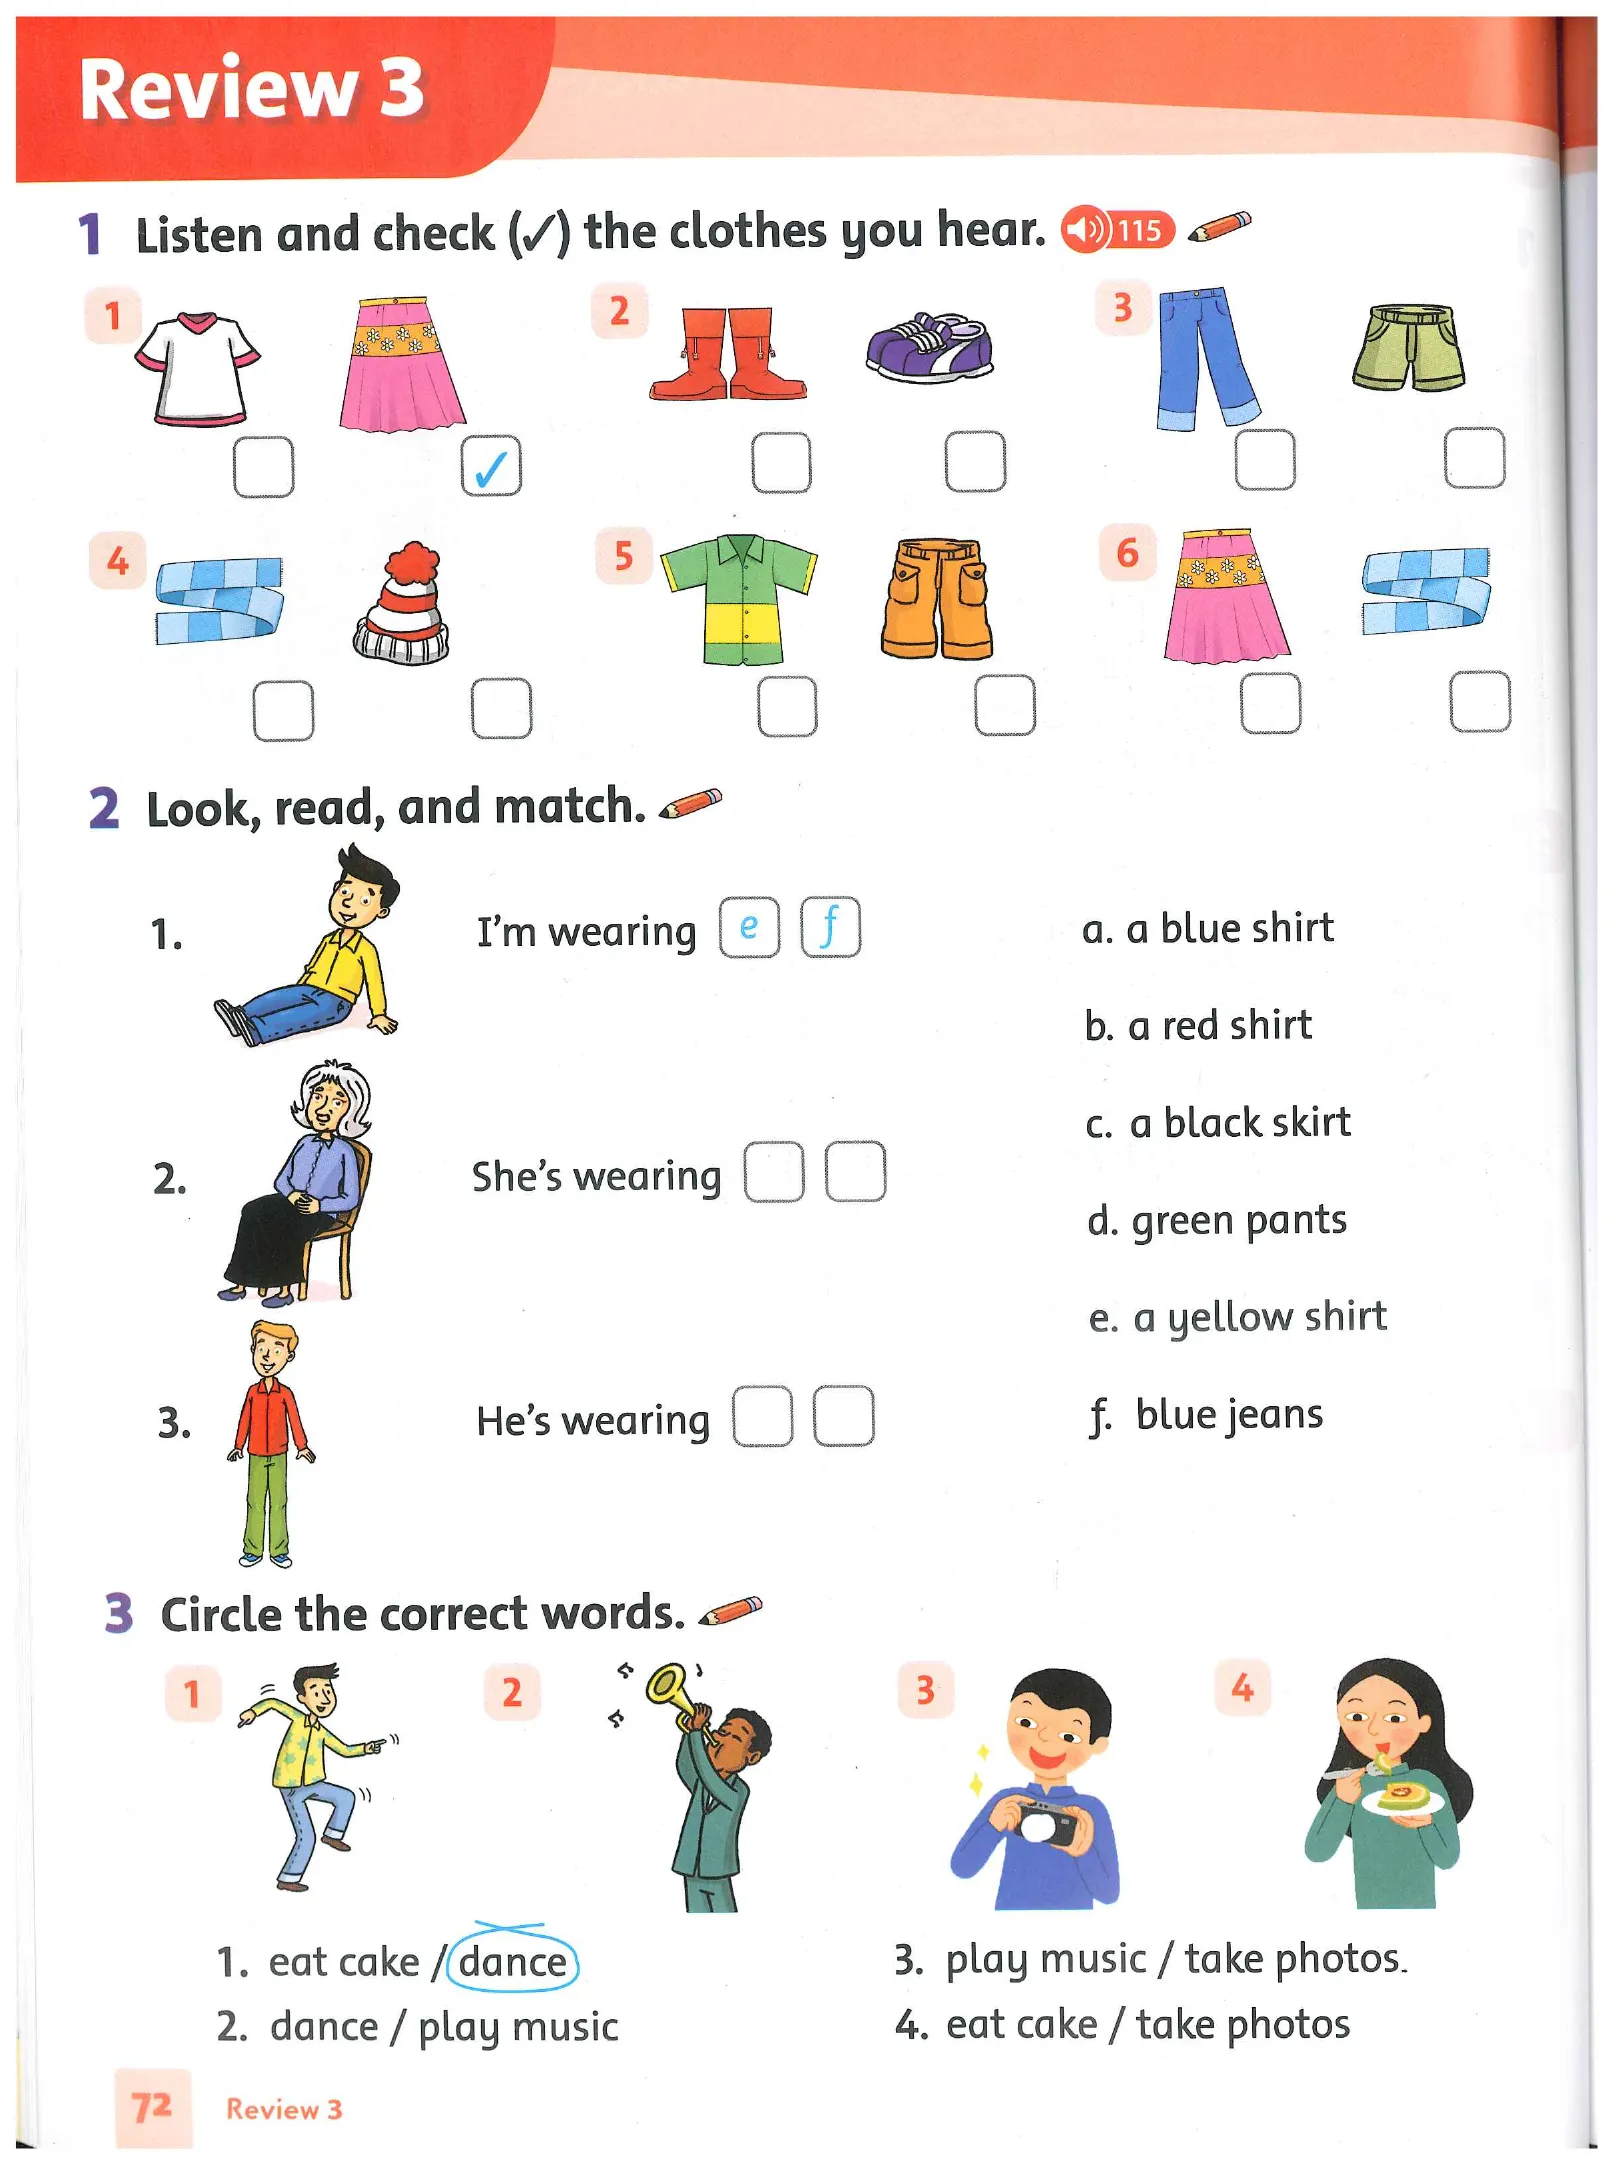 Review 3
1 Listen and check (✓) the clothes you hear. 115
1
2
3
✓
4
5
6
2 Look, read, and match.
1. I'm wearing e f
a. a blue shirt
b. a red shirt
c. a black skirt
2. She's wearing
d. green pants
e. a yellow shirt
3. He's wearing
f. blue jeans
3 Circle the correct words.
1
2
3
4
1. eat cake / dance
2. dance / play music
3. play music / take photos.
4. eat cake / take photos
72 Review 3